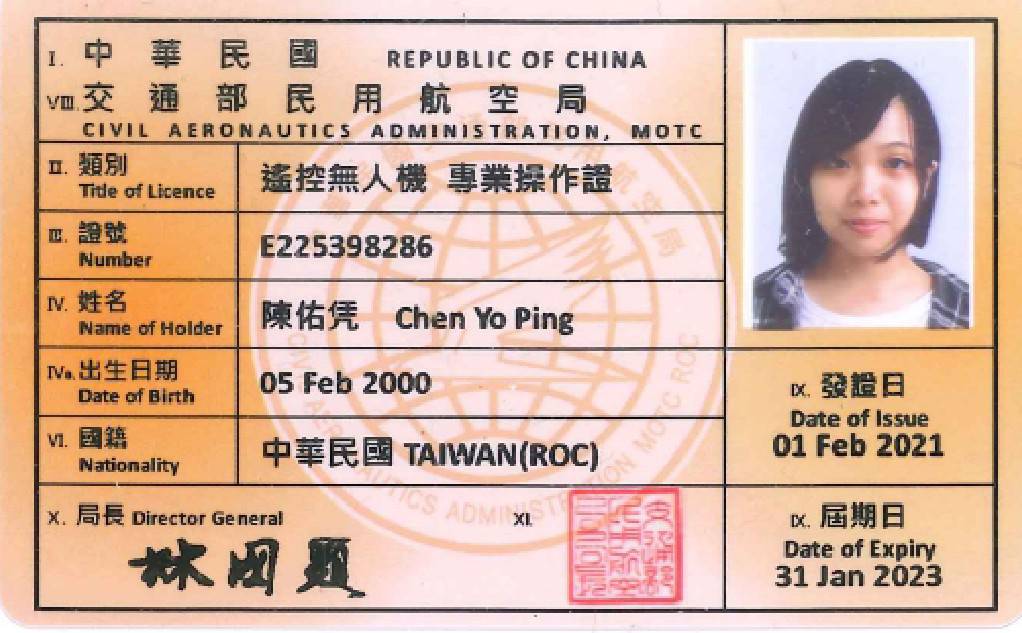 I. 中華民國 REPUBLIC OF CHINA
VIII. 交通部民用航空局
CIVIL AERONAUTICS ADMINISTRATION, MOTC
II. 類別 遙控無人機 專業操作證
Title of Licence
III. 證號 E225398286
Number
IV. 姓名 陳佑凭 Chen Yo Ping
Name of Holder
IVa. 出生日期 05 Feb 2000
Date of Birth
VI. 國籍 中華民國 TAIWAN(ROC)
Nationality
IX. 發證日
Date of Issue
01 Feb 2021
X. 局長 Director General XI.
林国顯
IX. 屆期日
Date of Expiry
31 Jan 2023
CIVIL AERONAUTICS ADMINISTRATION MOTC ROC